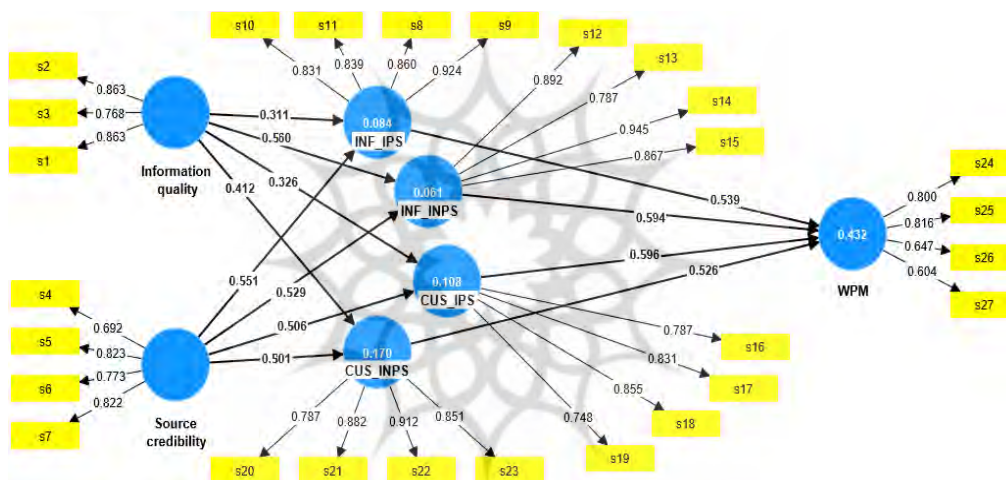 s10
s11
s8
s9
s12
s13
s14
s15
0.831
0.839
0.860
0.924
0.892
0.787
0.945
0.867
s2
s3
s1
0.863
0.768
0.863
Information
quality
0.311
0.560
0.326
0.412
0.084
INF_IPS
0.061
INF_INPS
0.108
CUS_IPS
0.170
CUS_INPS
0.539
0.594
0.596
0.526
0.432
WPM
0.800
0.816
0.647
0.604
s24
s25
s26
s27
0.551
0.529
0.506
0.501
s4
s5
s6
s7
0.692
0.823
0.773
0.822
Source
credibility
0.787
0.882
0.912
0.851
s20
s21
s22
s23
0.787
0.831
0.855
0.748
s16
s17
s18
s19